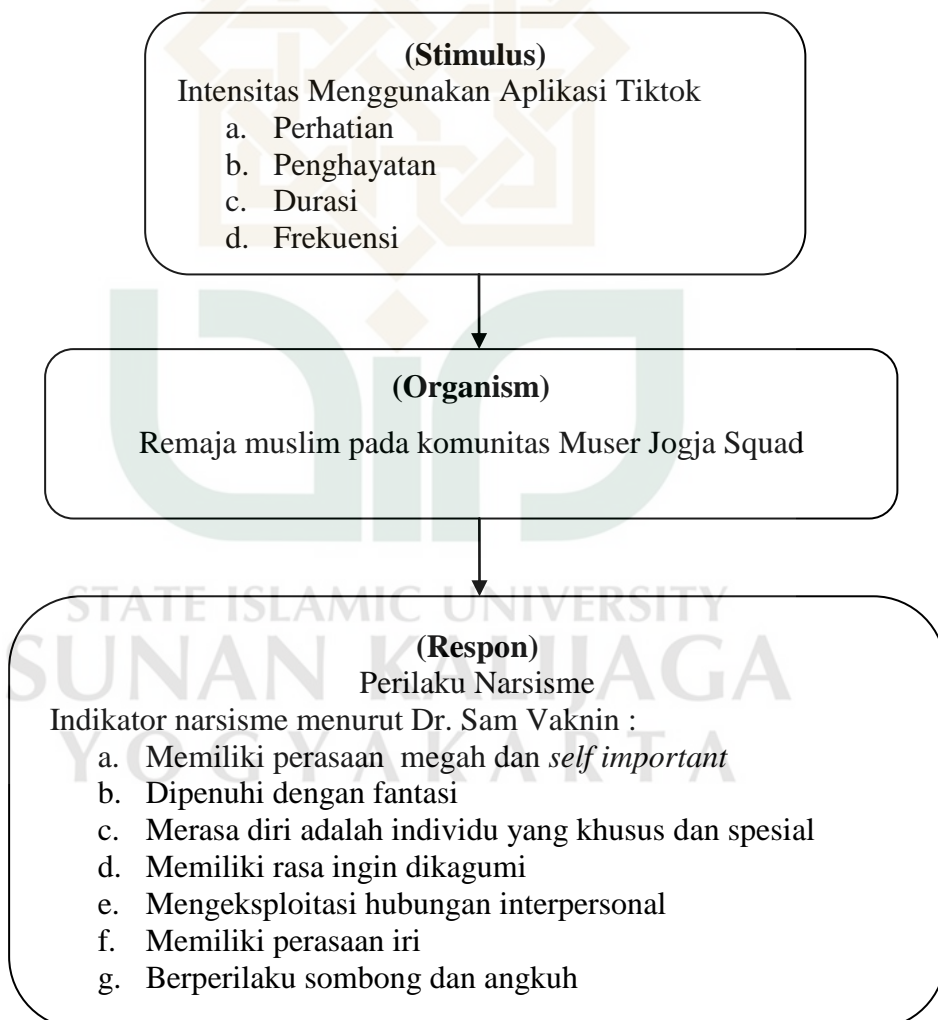 (Stimulus)
Intensitas Menggunakan Aplikasi Tiktok
a. Perhatian
b. Penghayatan
c. Durasi
d. Frekuensi
(Organism)
Remaja muslim pada komunitas Muser Jogja Squad
STATE ISLAMIC UNIVERSITY
SUNAN KALIJAGA
YOGYAKARTA
(Respon)
Perilaku Narsisme
Indikator narsisme menurut Dr. Sam Vaknin :
a. Memiliki perasaan megah dan self important
b. Dipenuhi dengan fantasi
c. Merasa diri adalah individu yang khusus dan spesial
d. Memiliki rasa ingin dikagumi
e. Mengeksploitasi hubungan interpersonal
f. Memiliki perasaan iri
g. Berperilaku sombong dan angkuh